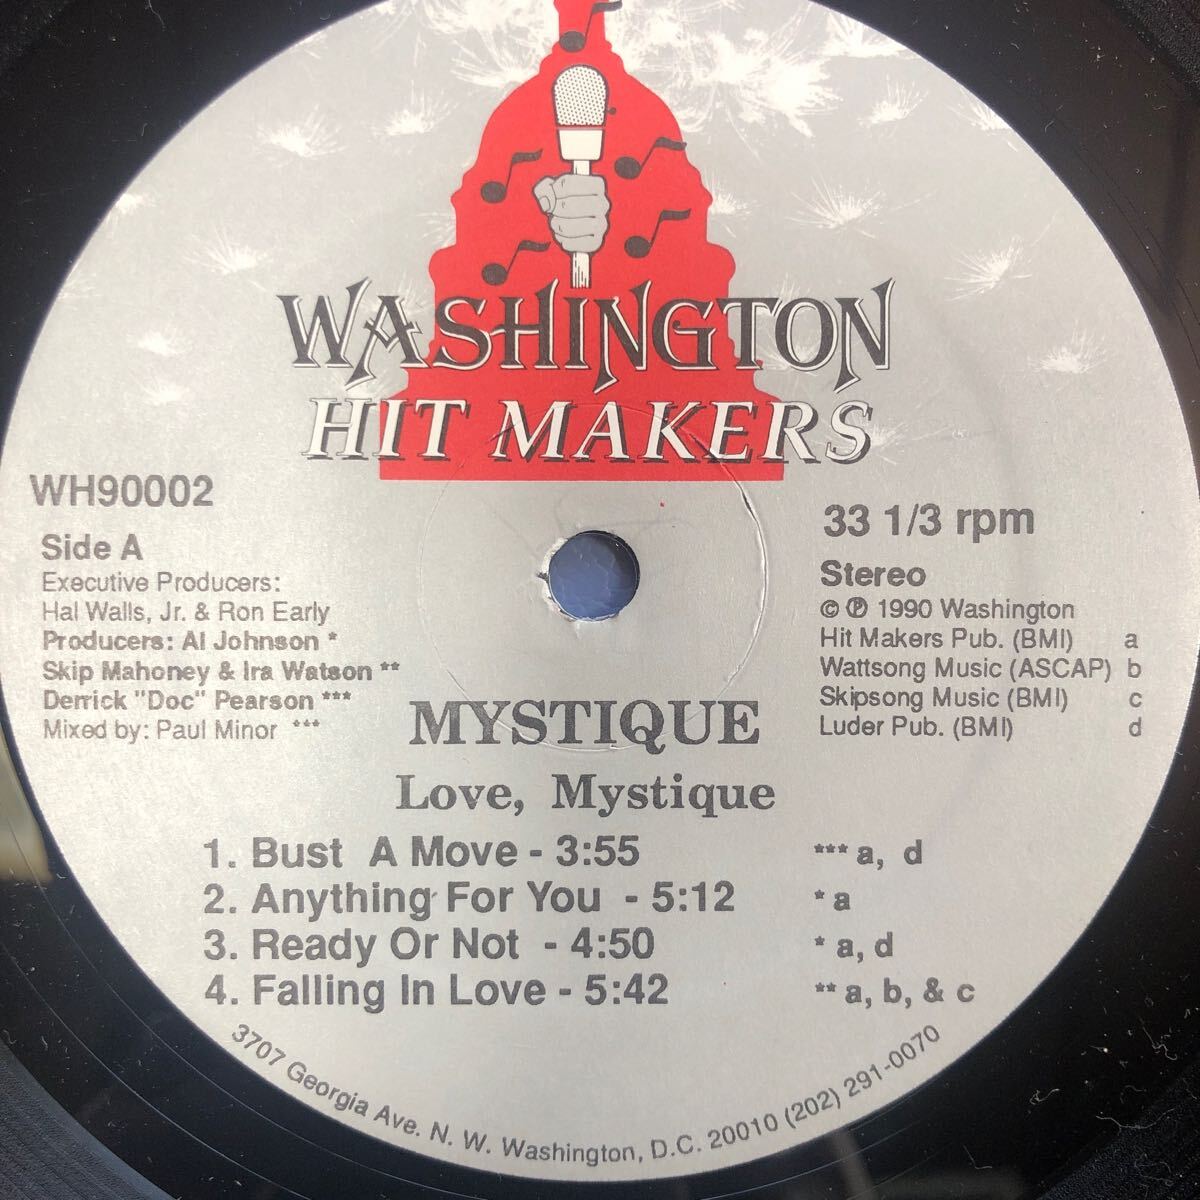 WASHINGTON
HIT MAKERS
WH90002
33 1/3 rpm
Side A
Executive Producers:
Hal Walls, Jr. & Ron Early
Producers: Al Johnson *
Skip Mahoney & Ira Watson **
Derrick "Doc" Pearson ***
Mixed by: Paul Minor ***
Stereo
© ℗ 1990 Washington
Hit Makers Pub. (BMI) a
Wattsong Music (ASCAP) b
Skipsong Music (BMI) c
Luder Pub. (BMI) d
MYSTIQUE
Love, Mystique
1. Bust A Move - 3:55 *** a, d
2. Anything For You - 5:12 * a
3. Ready Or Not - 4:50 * a, d
4. Falling In Love - 5:42 ** a, b, & c
3707 Georgia Ave. N. W. Washington, D.C. 20010 (202) 291-0070